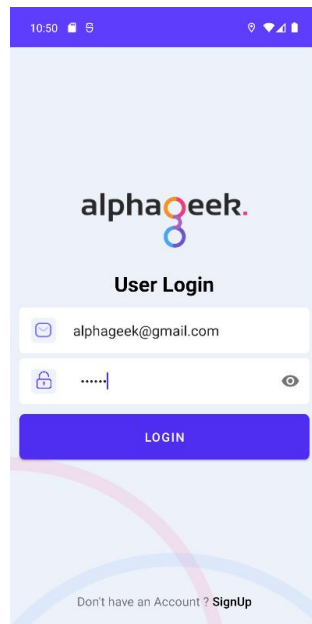 10:50
alphageek.
User Login
alphageek@gmail.com
••••••
LOGIN
Don't have an Account ? SignUp